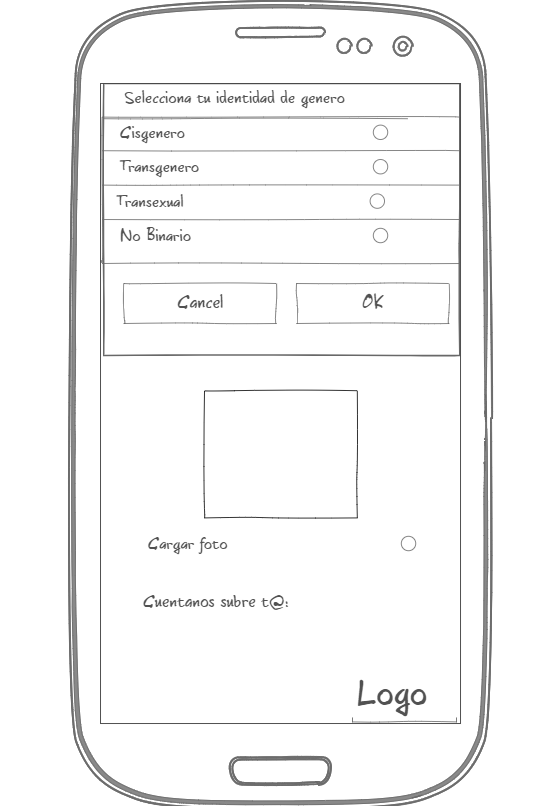 Selecciona tu identidad de genero
Cisgenero
Transgenero
Transexual
No Binario
Cancel
OK
Cargar foto
Cuentanos subre t@:
Logo